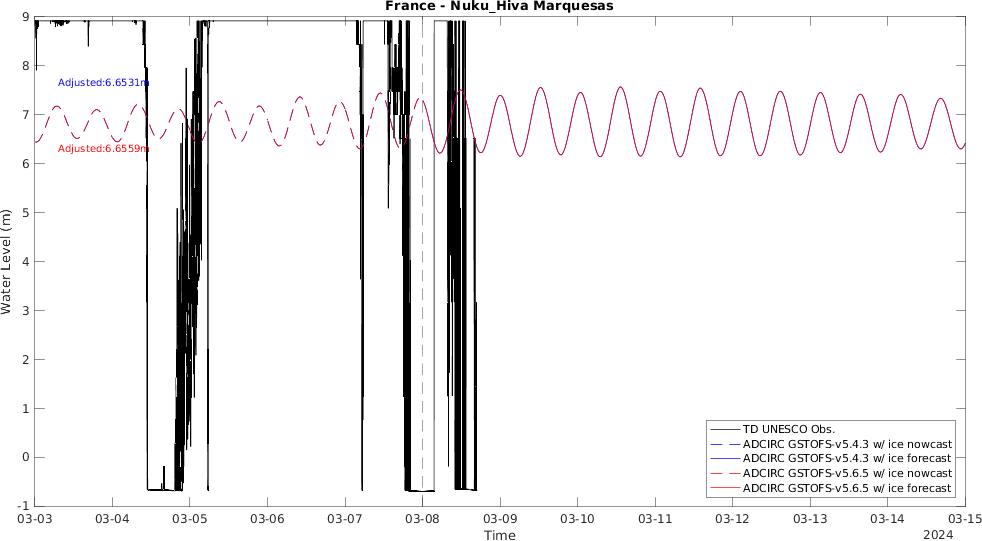 France - Nuku_Hiva Marquesas
9
8
7
6
5
4
3
2
1
0
-1
Water Level (m)
Adjusted:6.6531m
Adjusted:6.6559m
TD UNESCO Obs.
ADCIRC GSTOFS-v5.4.3 w/ ice nowcast
ADCIRC GSTOFS-v5.4.3 w/ ice forecast
ADCIRC GSTOFS-v5.6.5 w/ ice nowcast
ADCIRC GSTOFS-v5.6.5 w/ ice forecast
03-03 03-04 03-05 03-06 03-07 03-08 03-09 03-10 03-11 03-12 03-13 03-14 03-15
Time
2024